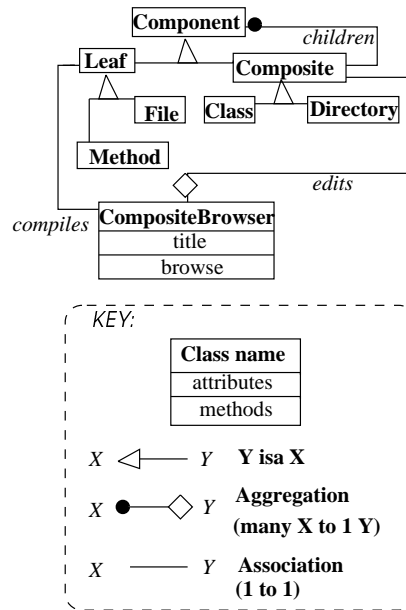 Component
children
Leaf
Composite
File
Class
Directory
Method
edits
compiles
CompositeBrowser
title
browse
KEY:
Class name
attributes
methods
X Y Y isa X
X Y Aggregation
(many X to 1 Y)
X Y Association
(1 to 1)